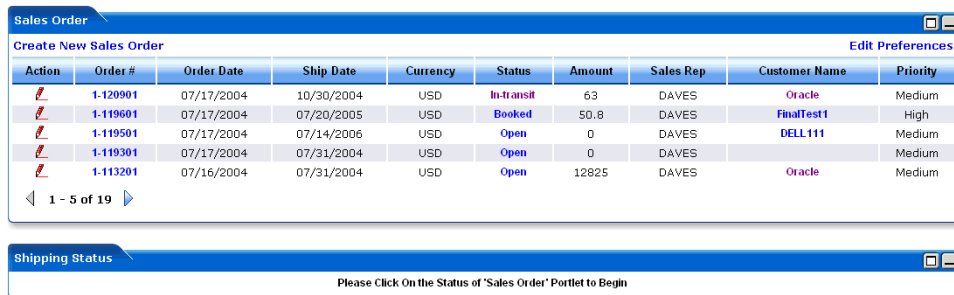 Sales Order
Create New Sales Order Edit Preferences
Action Order # Order Date Ship Date Currency Status Amount Sales Rep Customer Name Priority
1-120901 07/17/2004 10/30/2004 USD In-transit 63 DAVES Oracle Medium
1-119601 07/17/2004 07/20/2005 USD Booked 50.8 DAVES FinalTest1 High
1-119501 07/17/2004 07/14/2006 USD Open 0 DAVES DELL111 Medium
1-119301 07/17/2004 07/31/2004 USD Open 0 DAVES Medium
1-113201 07/16/2004 07/31/2004 USD Open 12825 DAVES Oracle Medium
1 - 5 of 19
Shipping Status
Please Click On the Status of 'Sales Order' Portlet to Begin